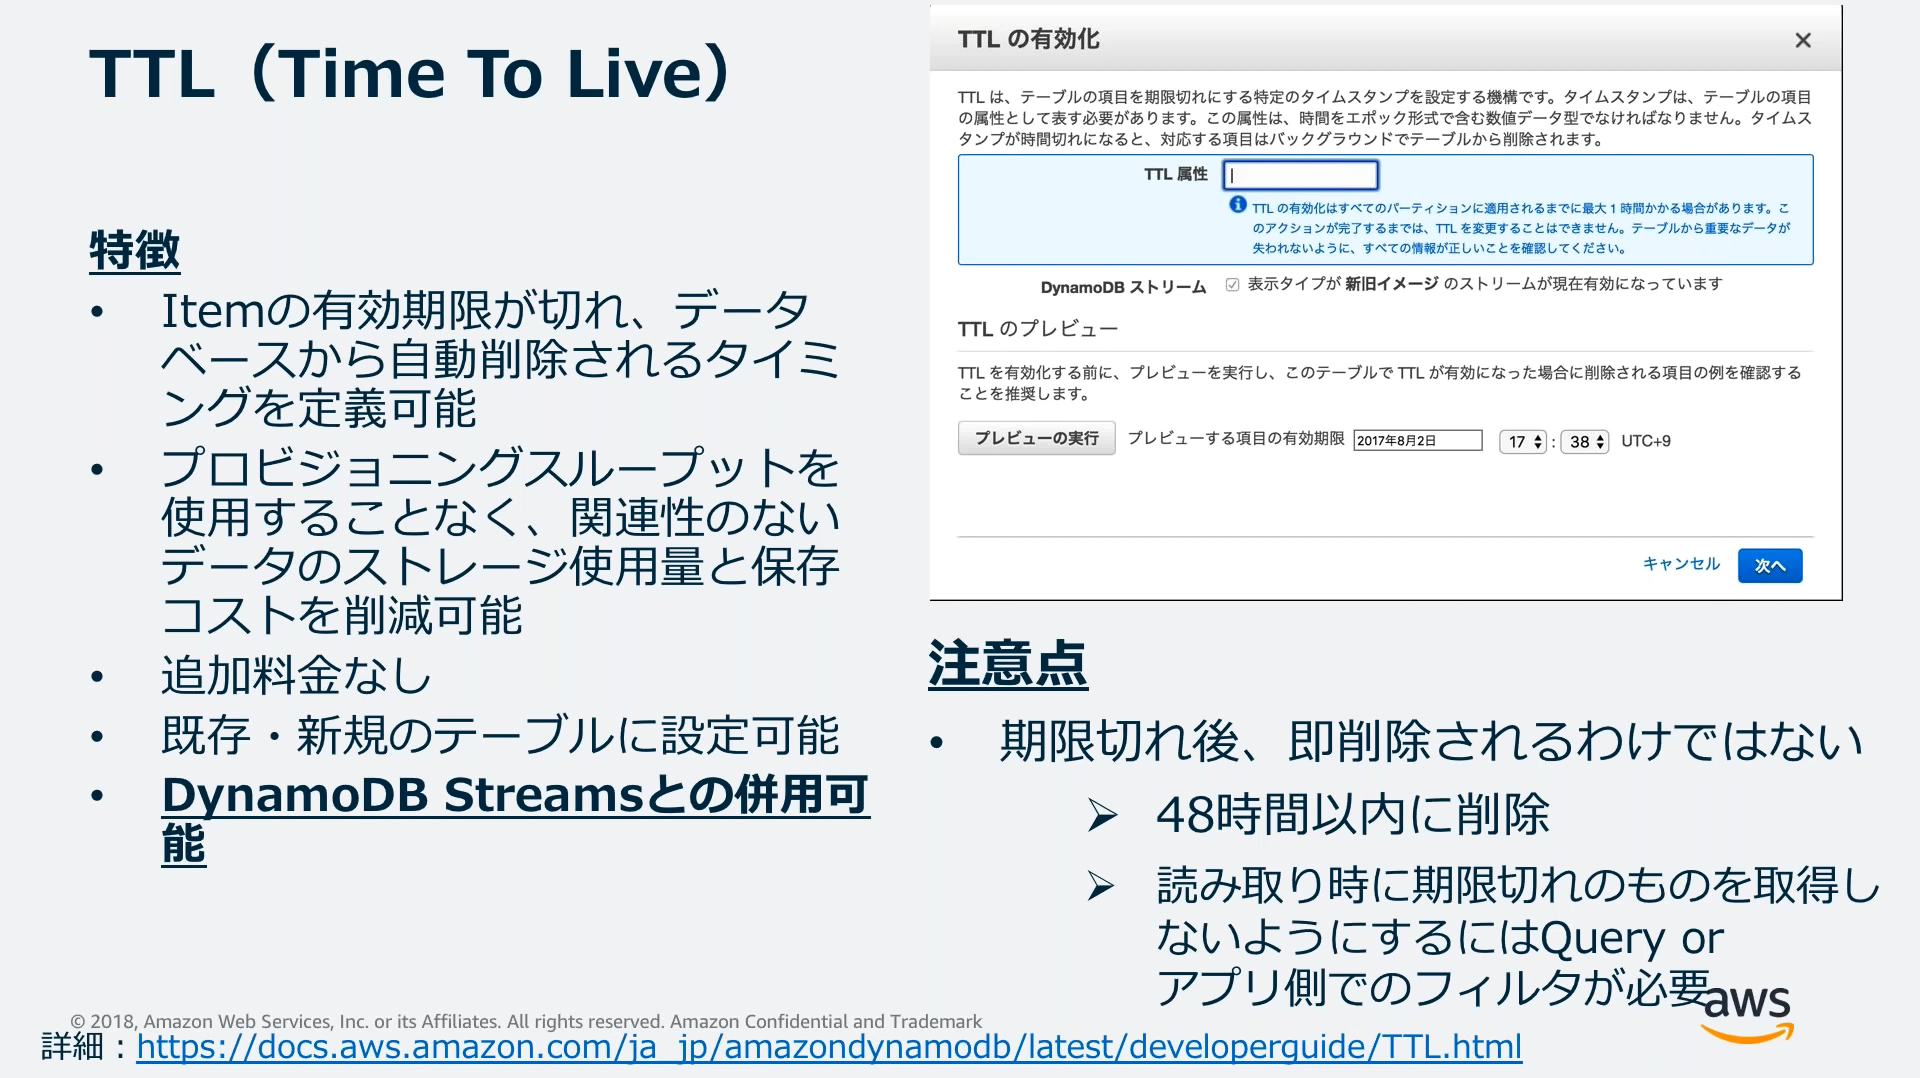 TTL（Time To Live）
特徴
• Itemの有効期限が切れ、データ
ベースから自動削除されるタイミ
ングを定義可能
• プロビジョニングスループットを
使用することなく、関連性のない
データのストレージ使用量と保存
コストを削減可能
• 追加料金なし
• 既存・新規のテーブルに設定可能
• DynamoDB Streamsとの併用可
能
TTL の有効化
×
TTL は、テーブルの項目を期限切れにする特定のタイムスタンプを設定する機構です。タイムスタンプは、テーブルの項目
の属性として表す必要があります。この属性は、時間をエポック形式で含む数値データ型でなければなりません。タイムス
タンプが時間切れになると、対応する項目はバックグラウンドでテーブルから削除されます。
TTL 属性
TTL の有効化はすべてのパーティションに適用されるまでに最大 1 時間かかる場合があります。こ
のアクションが完了するまでは、TTL を変更することはできません。テーブルから重要なデータが
失われないように、すべての情報が正しいことを確認してください。
DynamoDB ストリーム 表示タイプが 新旧イメージ のストリームが現在有効になっています
TTL のプレビュー
TTL を有効化する前に、プレビューを実行し、このテーブルで TTL が有効になった場合に削除される項目の例を確認する
ことを推奨します。
プレビューの実行 プレビューする項目の有効期限 2017年8月2日 17 : 38 UTC+9
キャンセル 次へ
注意点
• 期限切れ後、即削除されるわけではない
➢ 48時間以内に削除
➢ 読み取り時に期限切れのものを取得し
ないようにするにはQuery or
アプリ側でのフィルタが必要
aws
© 2018, Amazon Web Services, Inc. or its Affiliates. All rights reserved. Amazon Confidential and Trademark
詳細：https://docs.aws.amazon.com/ja_jp/amazondynamodb/latest/developerguide/TTL.html